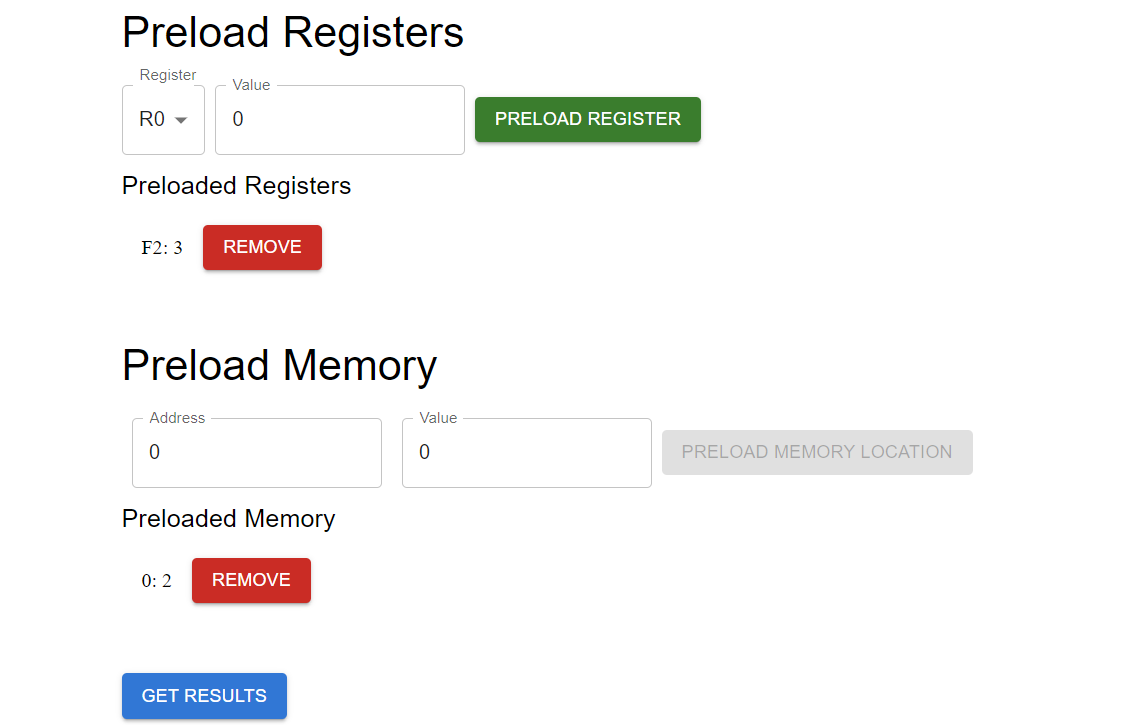 Preload Registers
Register
Value
R0
0
PRELOAD REGISTER
Preloaded Registers
F2: 3
REMOVE
Preload Memory
Address
Value
0
0
PRELOAD MEMORY LOCATION
Preloaded Memory
0: 2
REMOVE
GET RESULTS